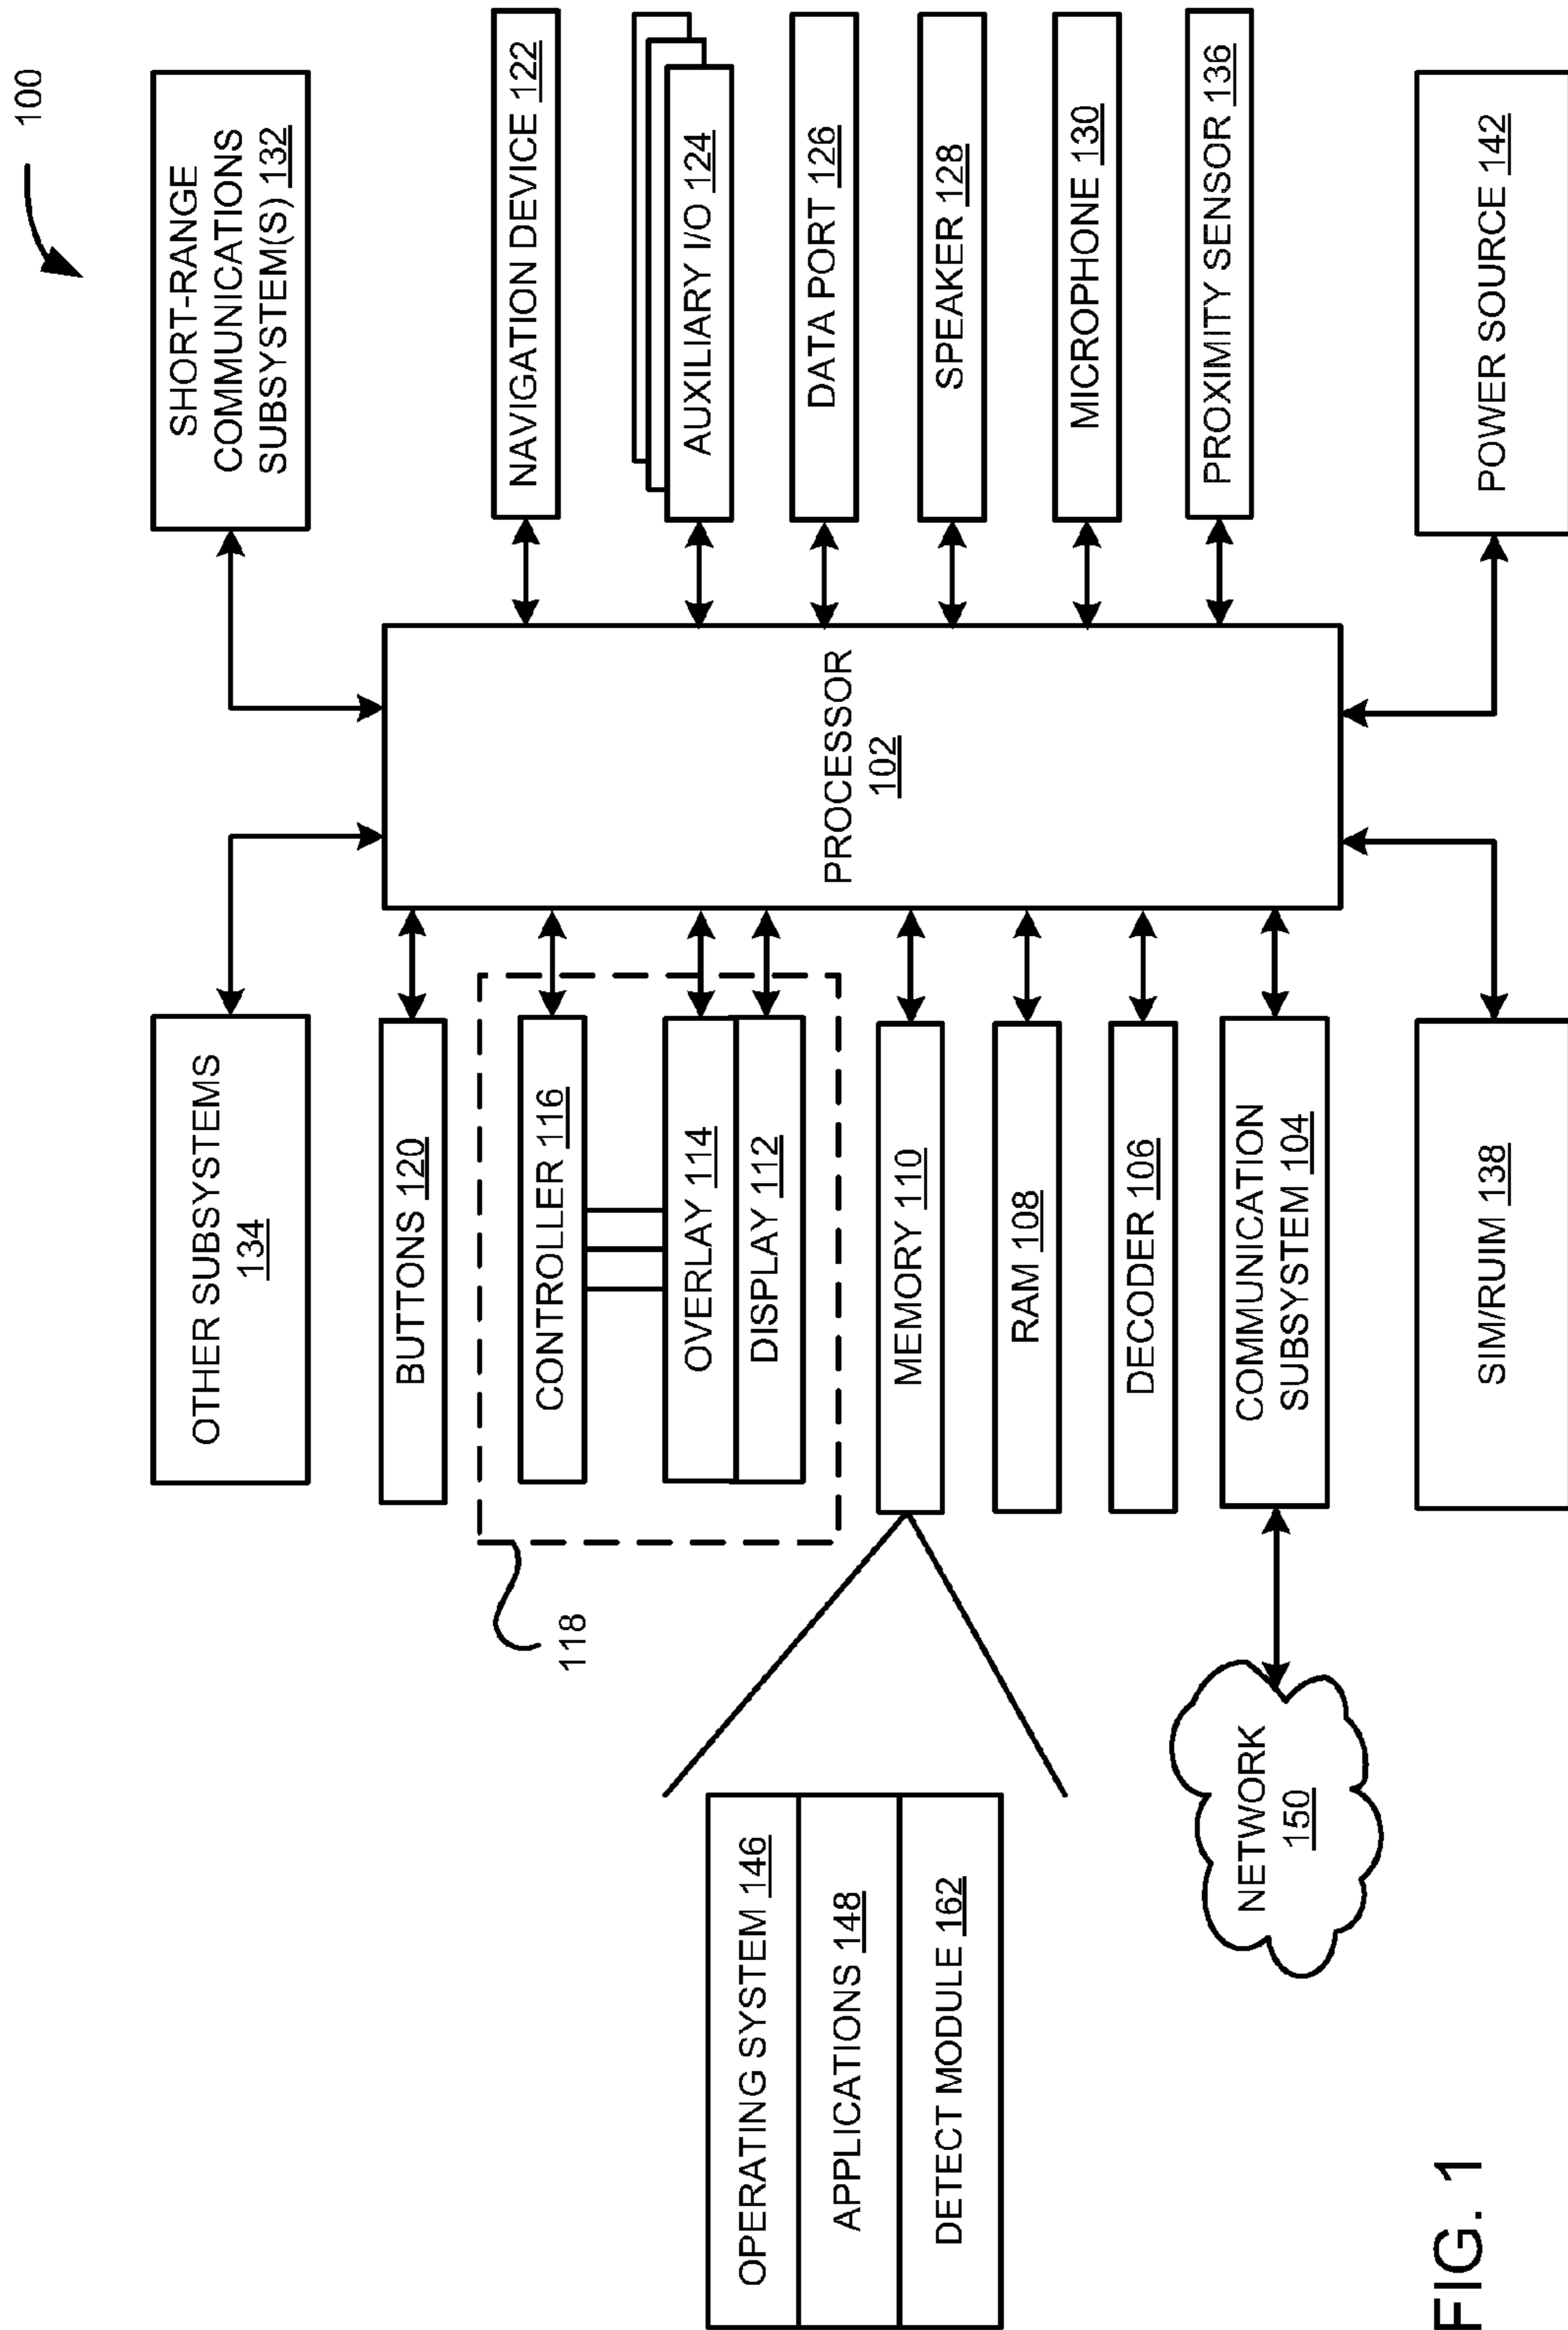 100
OTHER SUBSYSTEMS
134
SHORT-RANGE
COMMUNICATIONS
SUBSYSTEM(S) 132
BUTTONS 120
NAVIGATION DEVICE 122
118
CONTROLLER 116
AUXILIARY I/O 124
OPERATING SYSTEM 146
APPLICATIONS 148
DETECT MODULE 162
OVERLAY 114
DISPLAY 112
PROCESSOR
102
DATA PORT 126
MEMORY 110
SPEAKER 128
RAM 108
MICROPHONE 130
DECODER 106
PROXIMITY SENSOR 136
NETWORK
150
COMMUNICATION
SUBSYSTEM 104
SIM/RUIM 138
POWER SOURCE 142
FIG. 1